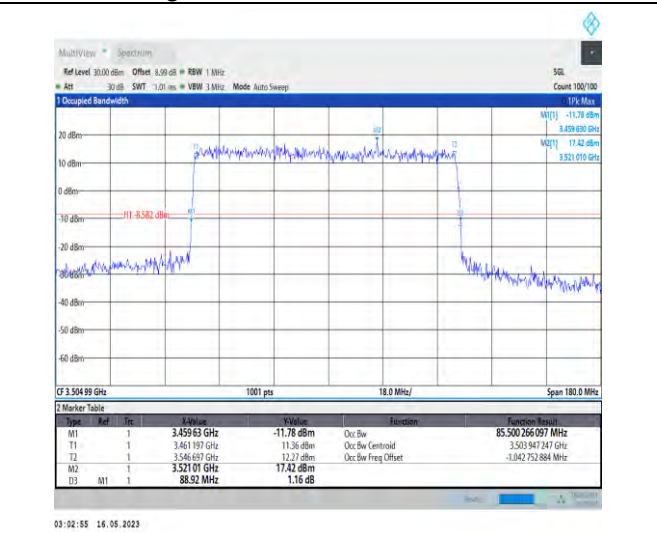 MultiView Spectrum
Ref Level 30.00 dBm Offset 8.99 dB RBW 1 MHz SGL
Att 30 dB SWT 1.01 ms VBW 3 MHz Mode Auto Sweep Count 100/100
1 Occupied Bandwidth 1Pk Max
M1[1] -11.78 dBm
3.459 630 GHz
M2[1] 17.42 dBm
3.521 010 GHz
20 dBm
M2
T1
T2
10 dBm
0 dBm
H1 -8.582 dBm
M1
-10 dBm
-20 dBm
-30 dBm
-40 dBm
-50 dBm
-60 dBm
CF 3.504 99 GHz 1001 pts 18.0 MHz/ Span 180.0 MHz
2 Marker Table
Type Ref Trc X-Value Y-Value Function Function Result
M1 1 3.459 63 GHz -11.78 dBm Occ Bw 85.500 266 097 MHz
T1 1 3.461 197 GHz 11.36 dBm Occ Bw Centroid 3.503 947 247 GHz
T2 1 3.546 697 GHz 12.27 dBm Occ Bw Freq Offset -1.042 752 884 MHz
M2 1 3.521 01 GHz 17.42 dBm
D3 M1 1 88.92 MHz 1.16 dB
03:02:55 16.05.2023